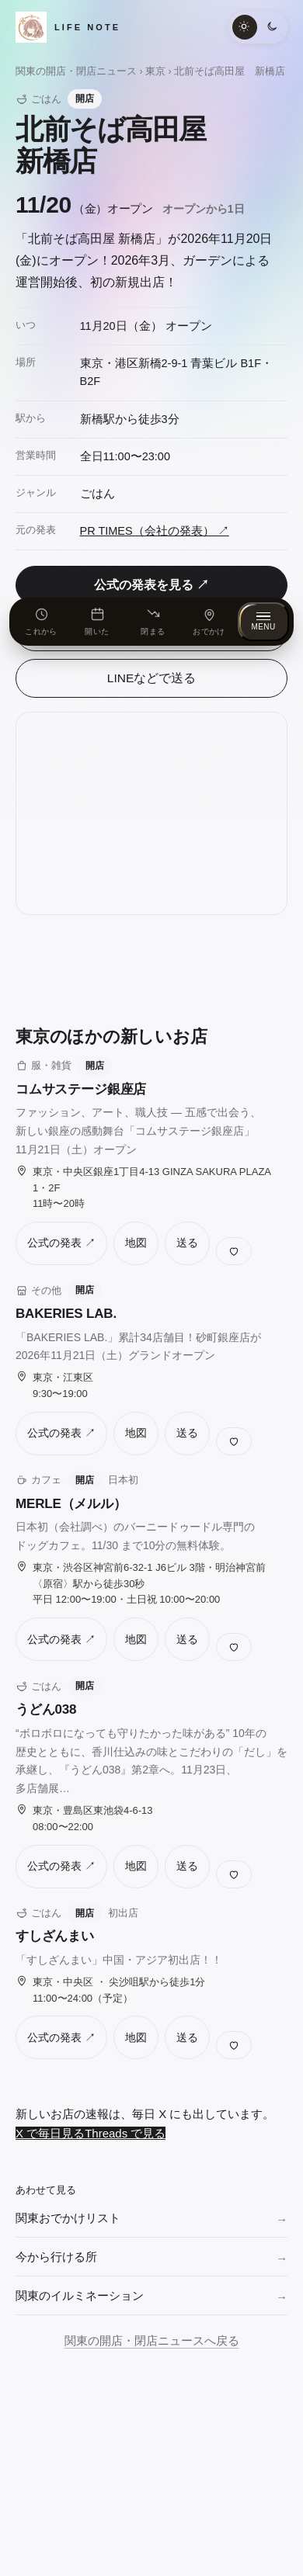 LIFE NOTE
関東の開店・閉店ニュース › 東京 › 北前そば高田屋　新橋店
ごはん 開店
北前そば高田屋
新橋店
11/20（金）オープン オープンから1日
「北前そば高田屋 新橋店」が2026年11月20日
(金)にオープン！2026年3月、ガーデンによる
運営開始後、初の新規出店！
いつ 11月20日（金） オープン
場所 東京・港区新橋2-9-1 青葉ビル B1F・
B2F
駅から 新橋駅から徒歩3分
営業時間 全日11:00〜23:00
ジャンル ごはん
元の発表 PR TIMES（会社の発表） ↗
公式の発表を見る ↗
これから 開いた 閉まる おでかけ MENU
LINEなどで送る
東京のほかの新しいお店
服・雑貨 開店
コムサステージ銀座店
ファッション、アート、職人技 — 五感で出会う、
新しい銀座の感動舞台「コムサステージ銀座店」
11月21日（土）オープン
東京・中央区銀座1丁目4-13 GINZA SAKURA PLAZA
1・2F
11時〜20時
公式の発表 ↗ 地図 送る
その他 開店
BAKERIES LAB.
「BAKERIES LAB.」累計34店舗目！砂町銀座店が
2026年11月21日（土）グランドオープン
東京・江東区
9:30〜19:00
公式の発表 ↗ 地図 送る
カフェ 開店 日本初
MERLE（メルル）
日本初（会社調べ）のバーニードゥードル専門の
ドッグカフェ。11/30 まで10分の無料体験。
東京・渋谷区神宮前6-32-1 J6ビル 3階・明治神宮前
〈原宿〉駅から徒歩30秒
平日 12:00〜19:00・土日祝 10:00〜20:00
公式の発表 ↗ 地図 送る
ごはん 開店
うどん038
“ボロボロになっても守りたかった味がある” 10年の
歴史とともに、香川仕込みの味とこだわりの「だし」を
承継し、『うどん038』第2章へ。11月23日、
多店舗展…
東京・豊島区東池袋4-6-13
08:00〜22:00
公式の発表 ↗ 地図 送る
ごはん 開店 初出店
すしざんまい
「すしざんまい」中国・アジア初出店！！
東京・中央区 ・ 尖沙咀駅から徒歩1分
11:00〜24:00（予定）
公式の発表 ↗ 地図 送る
新しいお店の速報は、毎日 X にも出しています。
X で毎日見るThreads で見る
あわせて見る
関東おでかけリスト →
今から行ける所 →
関東のイルミネーション →
関東の開店・閉店ニュースへ戻る